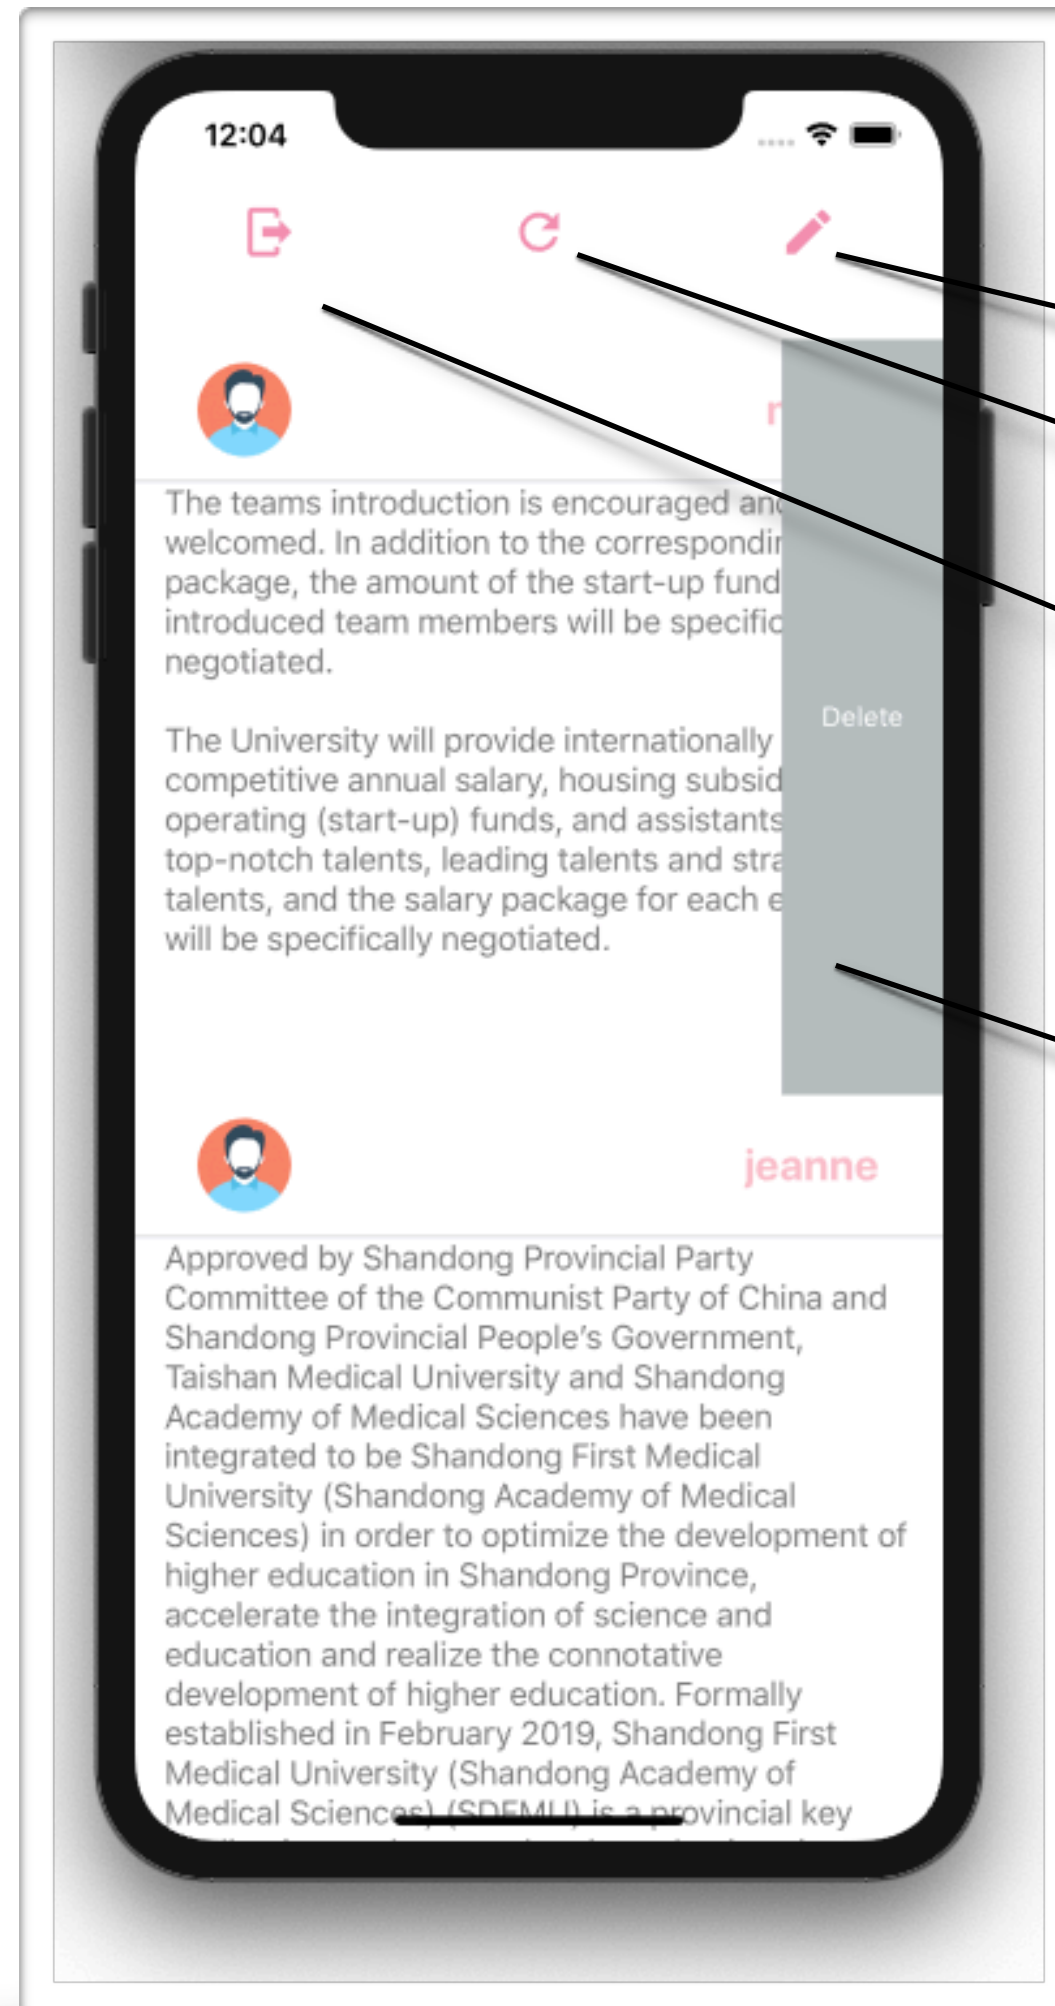 12:04
The teams introduction is encouraged and
welcomed. In addition to the
package, the amount of the start-up fund
introduced team members will be
negotiated.
The University will provide internationally
competitive annual salary, housing
operating (start-up) funds, and assistants
top-notch talents, leading talents and
talents, and the salary package for each
will be specifically negotiated.
Delete
jeanne
Approved by Shandong Provincial Party
Committee of the Communist Party of China and
Shandong Provincial People's Government,
Taishan Medical University and Shandong
Academy of Medical Sciences have been
integrated to be Shandong First Medical
University (Shandong Academy of Medical
Sciences) in order to optimize the development of
higher education in Shandong Province,
accelerate the integration of science and
education and realize the connotative
development of higher education. Formally
established in February 2019, Shandong First
Medical University (Shandong Academy of
Medical Sciences) (SDFMU) is a provincial key